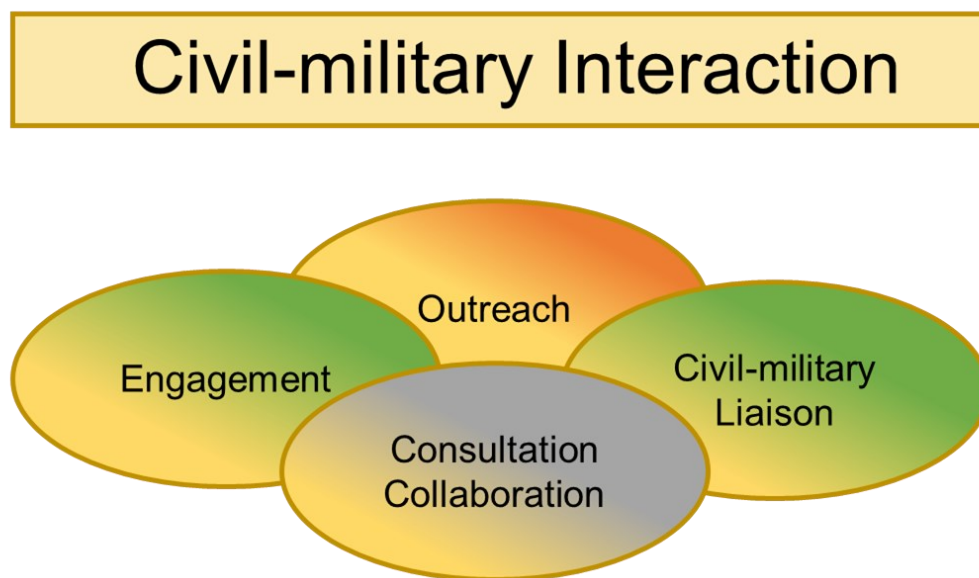 Civil-military Interaction
Outreach
Engagement
Civil-military
Liaison
Consultation
Collaboration